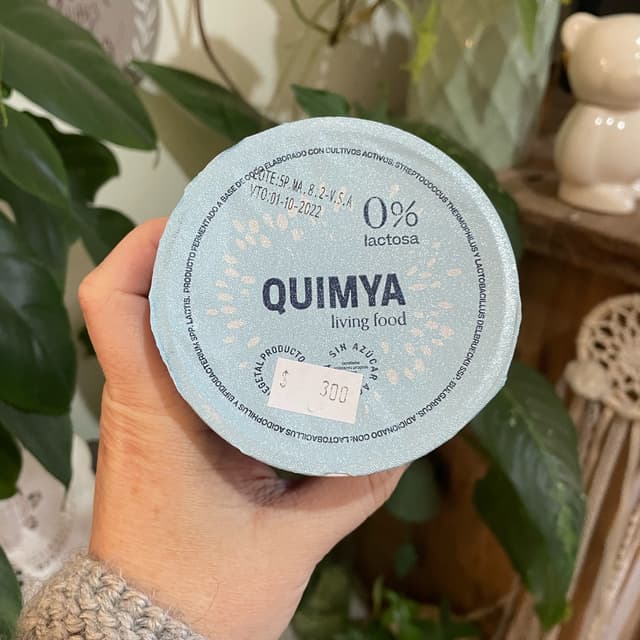 PRODUCTO FERMENTADO A BASE DE COCO ELABORADO CON CULTIVOS ACTIVOS: STREPTOCOCCUS THERMOPHILUS Y LACTOBACILLUS DELBRUECKII SSP. BULGARICUS. ADICIONADO CON: LACTOBACILLUS ACIDOPHILLUS Y BIFIDOBACTERIUM SPP. LACTIS.
LOTE:SP.MA.8.2-V.S.A
VTO:01-10-2022
0%
lactosa
QUIMYA
living food
PRODUCTO
SIN AZÚCAR
$ 300